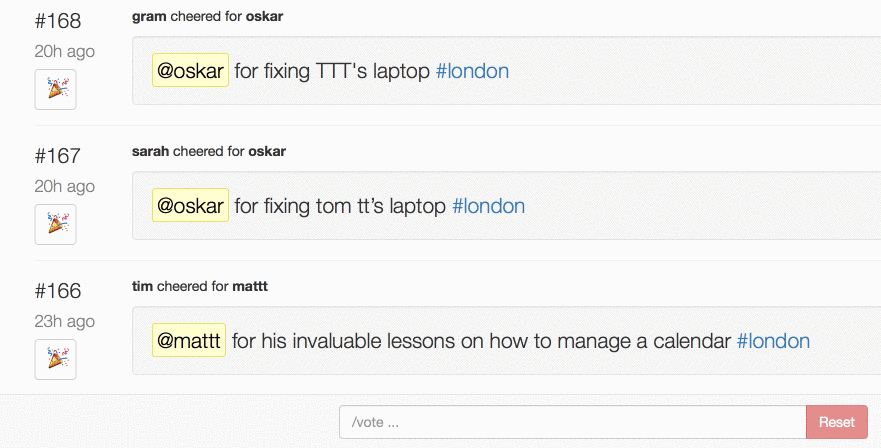 #168
gram cheered for oskar
20h ago
@oskar for fixing TTT's laptop #london
#167
sarah cheered for oskar
20h ago
@oskar for fixing tom tt’s laptop #london
#166
tim cheered for mattt
23h ago
@mattt for his invaluable lessons on how to manage a calendar #london
/vote ...
Reset